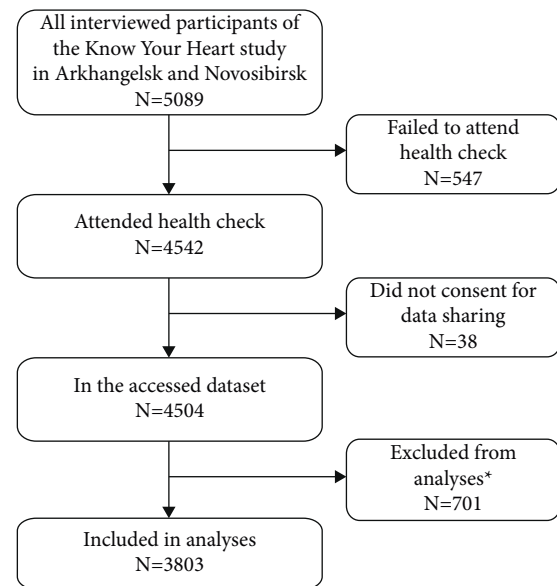 All interviewed participants of
the Know Your Heart study
in Arkhangelsk and Novosibirsk
N=5089
Failed to attend
health check
N=547
Attended health check
N=4542
Did not consent for
data sharing
N=38
In the accessed dataset
N=4504
Excluded from
analyses*
N=701
Included in analyses
N=3803